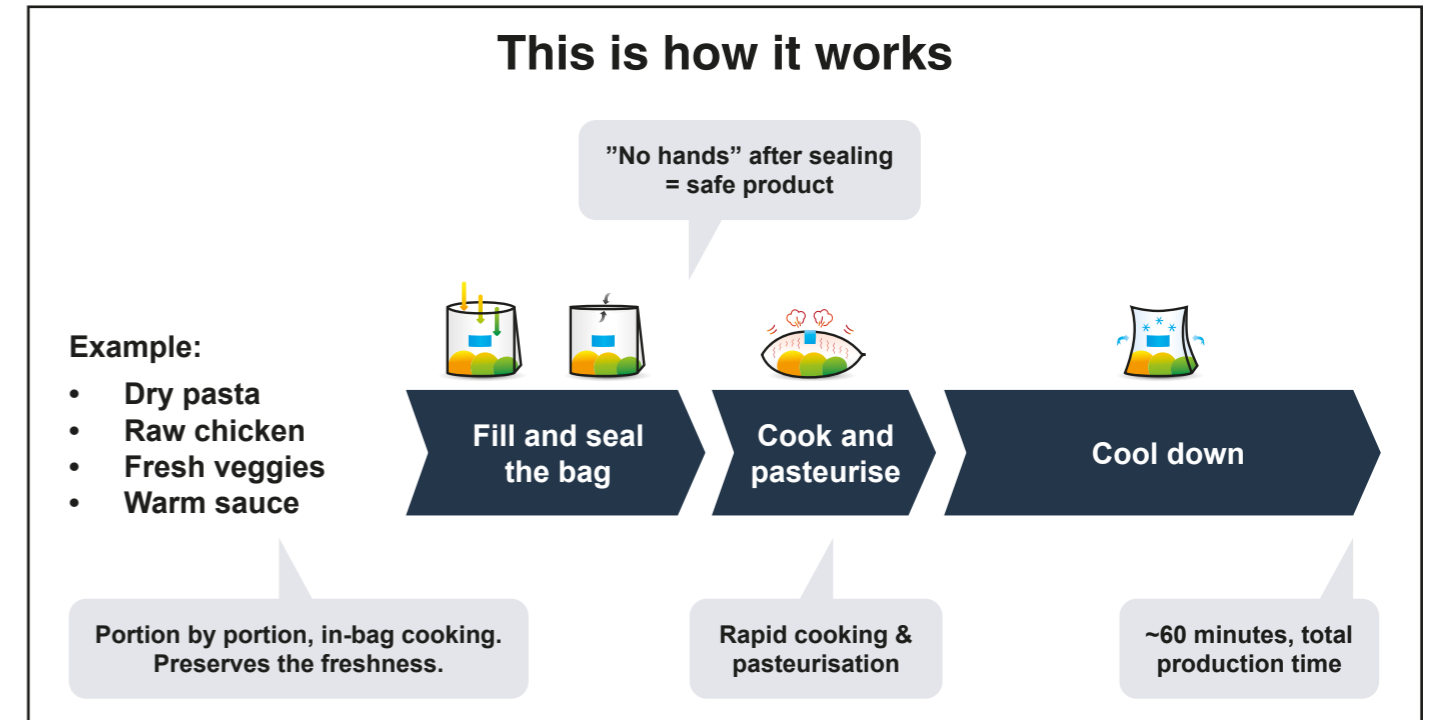 This is how it works
”No hands” after sealing
= safe product
Example:
• Dry pasta
• Raw chicken
• Fresh veggies
• Warm sauce
Fill and seal
the bag
Cook and
pasteurise
Cool down
Portion by portion, in-bag cooking.
Preserves the freshness.
Rapid cooking &
pasteurisation
~60 minutes, total
production time